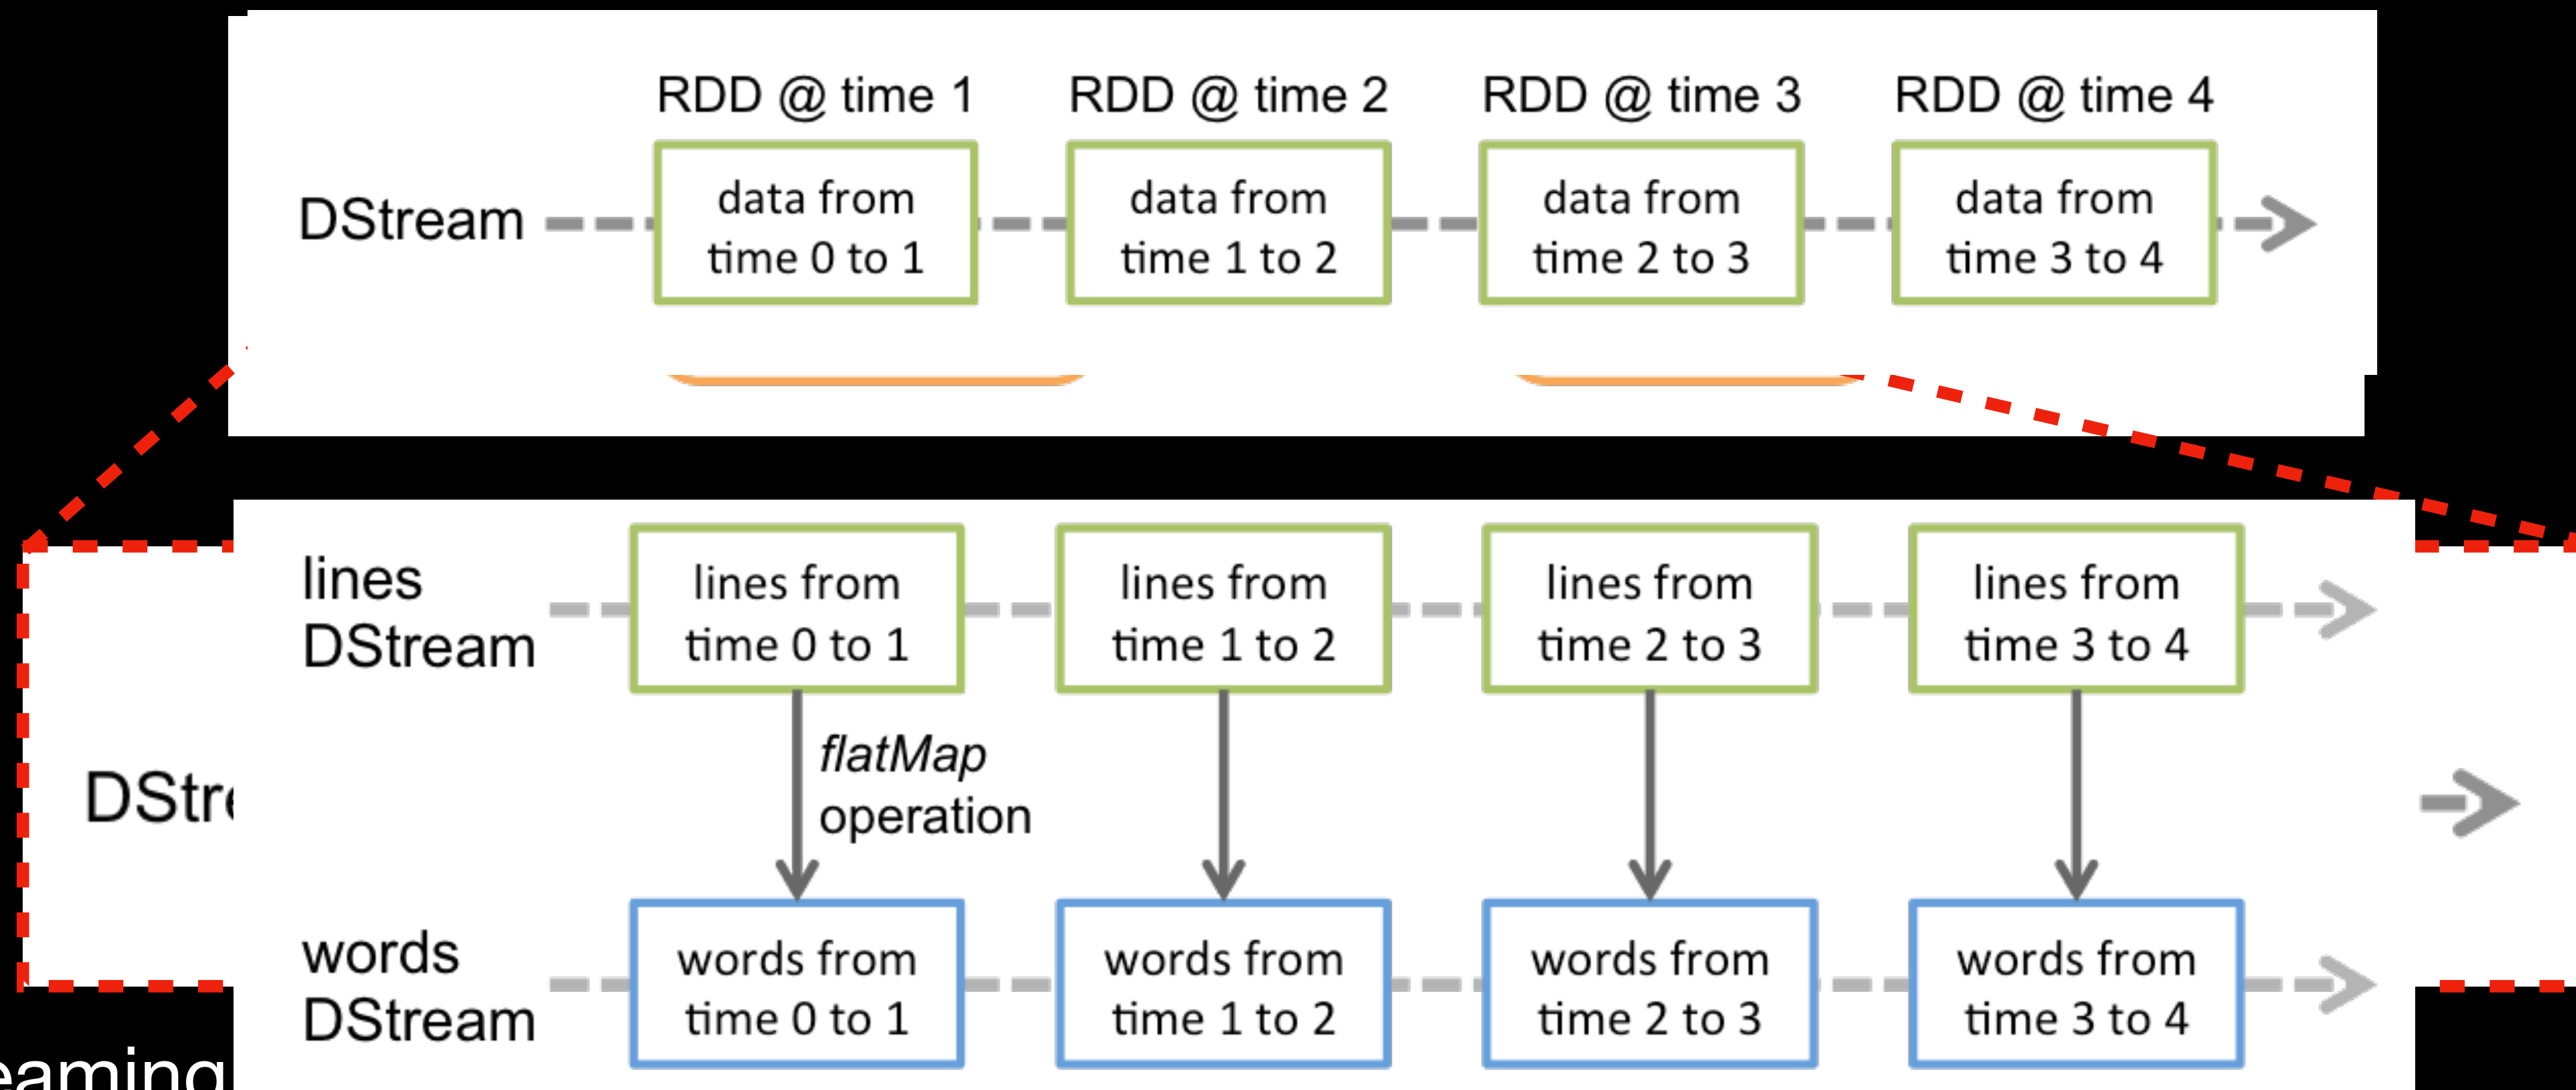 RDD @ time 1 RDD @ time 2 RDD @ time 3 RDD @ time 4
DStream
data from data from data from data from
time 0 to 1 time 1 to 2 time 2 to 3 time 3 to 4
lines
DStream
lines from lines from lines from lines from
time 0 to 1 time 1 to 2 time 2 to 3 time 3 to 4
flatMap
operation
DStre
words
DStream
words from words from words from words from
time 0 to 1 time 1 to 2 time 2 to 3 time 3 to 4
eaming